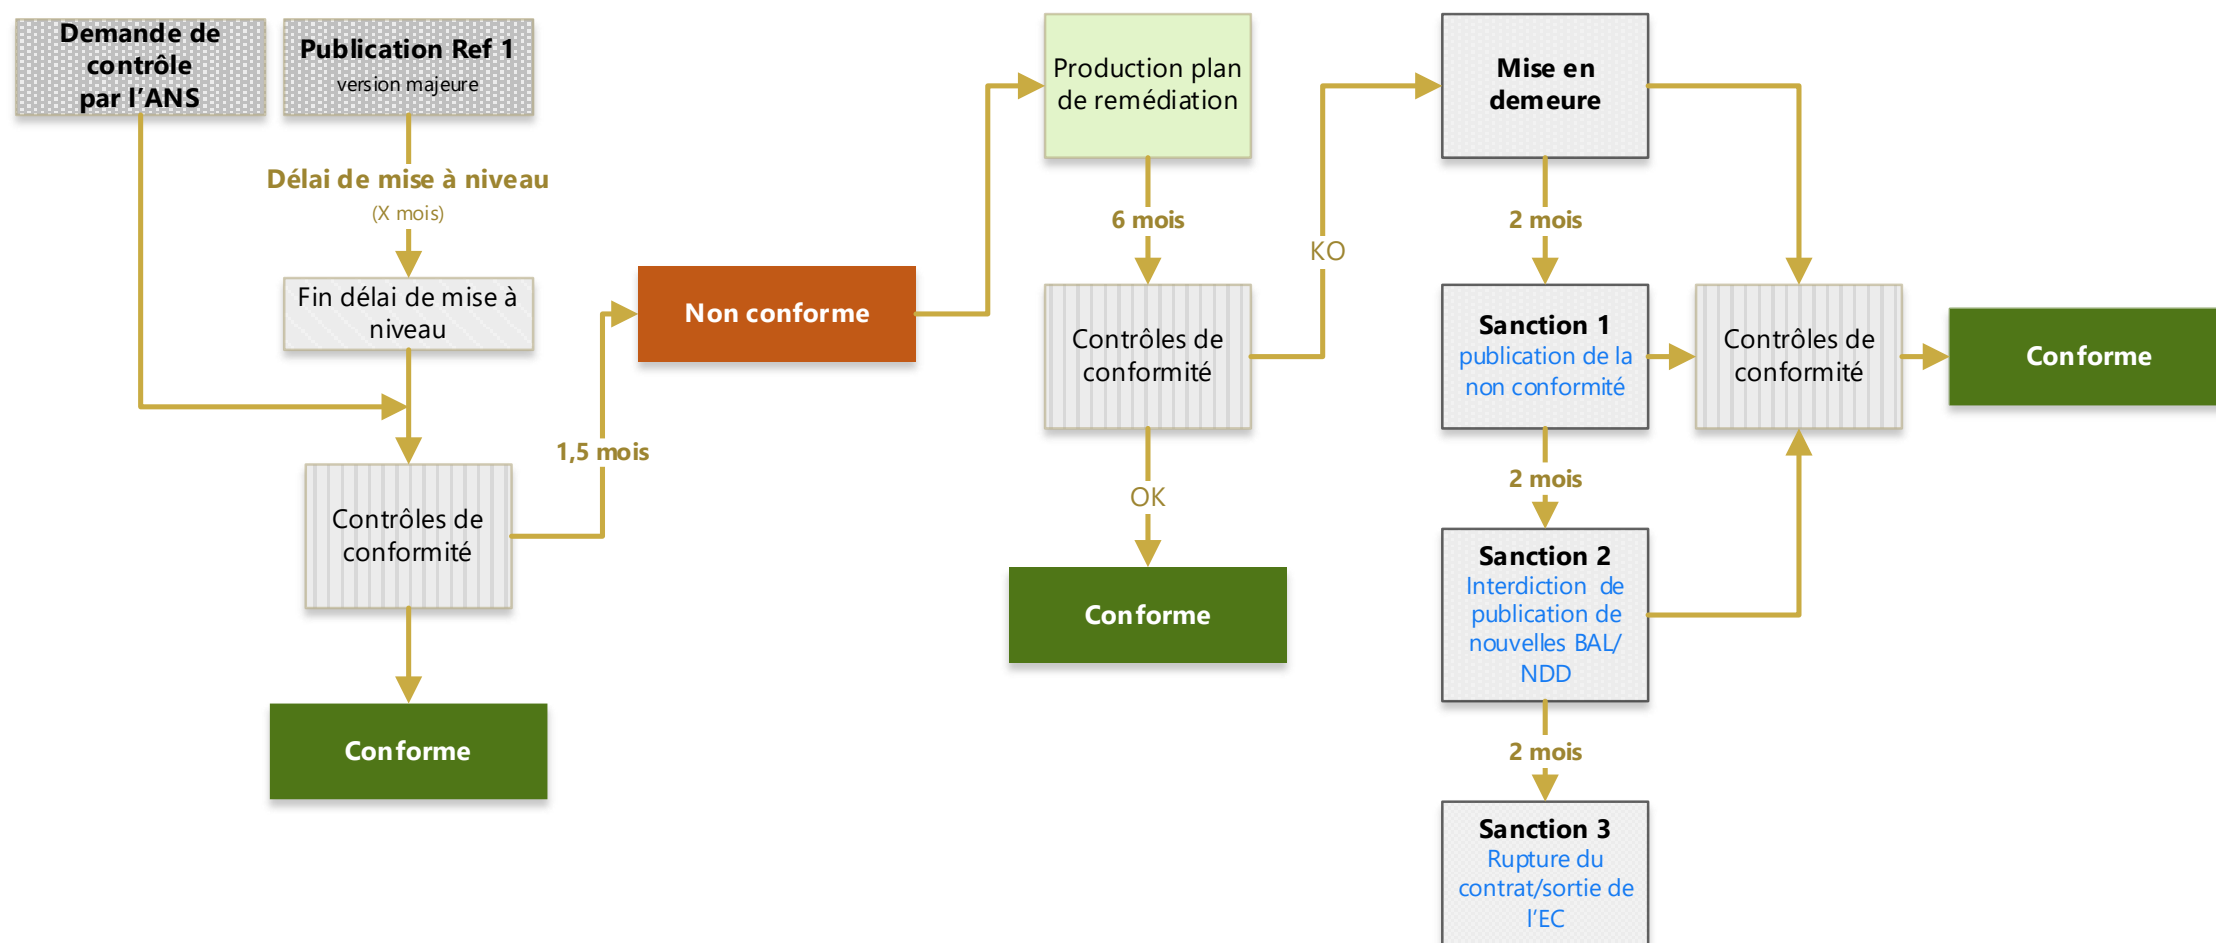 Demande de
contrôle
par l'ANS
Publication Ref 1
version majeure
Délai de mise à niveau
(X mois)
Fin délai de mise à
niveau
Contrôles de
conformité
Conforme
1,5 mois
Non conforme
Production plan
de remédiation
6 mois
Contrôles de
conformité
OK
Conforme
KO
Mise en
demeure
2 mois
Sanction 1
publication de la
non conformité
2 mois
Sanction 2
Interdiction de
publication de
nouvelles BAL/
NDD
2 mois
Sanction 3
Rupture du
contrat/sortie de
l'EC
Contrôles de
conformité
Conforme